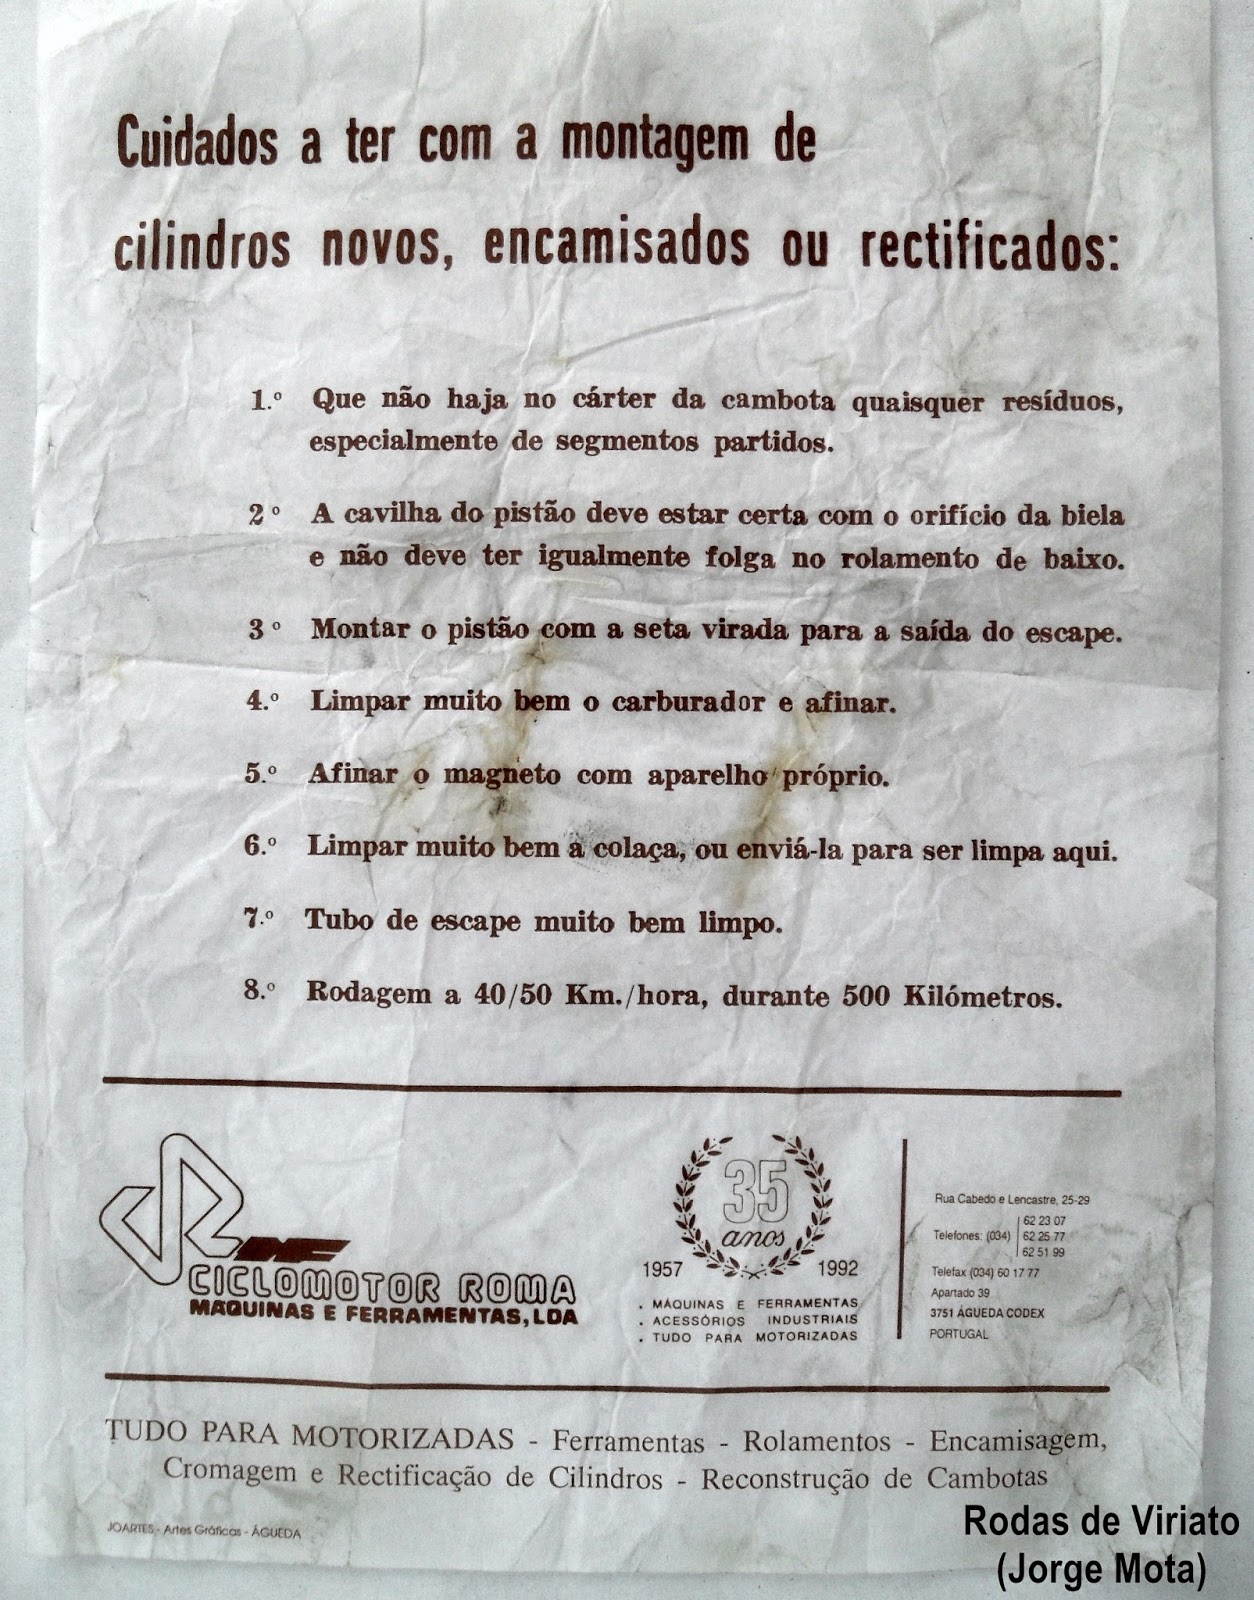 Cuidados a ter com a montagem de
cilindros novos, encamisados ou rectificados:
1.º Que não haja no cárter da cambota quaisquer resíduos,
especialmente de segmentos partidos.
2º A cavilha do pistão deve estar certa com o orifício da biela
e não deve ter igualmente folga no rolamento de baixo.
3º Montar o pistão com a seta virada para a saída do escape.
4.º Limpar muito bem o carburador e afinar.
5.º Afinar o magneto com aparelho próprio.
6.º Limpar muito bem a colaça, ou enviá-la para ser limpa aqui.
7.º Tubo de escape muito bem limpo.
8.º Rodagem a 40/50 Km./hora, durante 500 Kilómetros.
CICLOMOTOR ROMA
MAQUINAS E FERRAMENTAS, LDA
35
anos
1957 1992
. MÁQUINAS E FERRAMENTAS
. ACESSÓRIOS INDUSTRIAIS
. TUDO PARA MOTORIZADAS
Rua Cabedo e Lencastre, 25-29
62 23 07
Telefones: (034) 62 25 77
62 51 99
Telefax (034) 60 17 77
Apartado 39
3751 ÁGUEDA CODEX
PORTUGAL
TUDO PARA MOTORIZADAS - Ferramentas - Rolamentos - Encamisagem,
Cromagem e Rectificação de Cilindros - Reconstrução de Cambotas
JOARTES - Artes Gráficas - ÁGUEDA
Rodas de Viriato
(Jorge Mota)